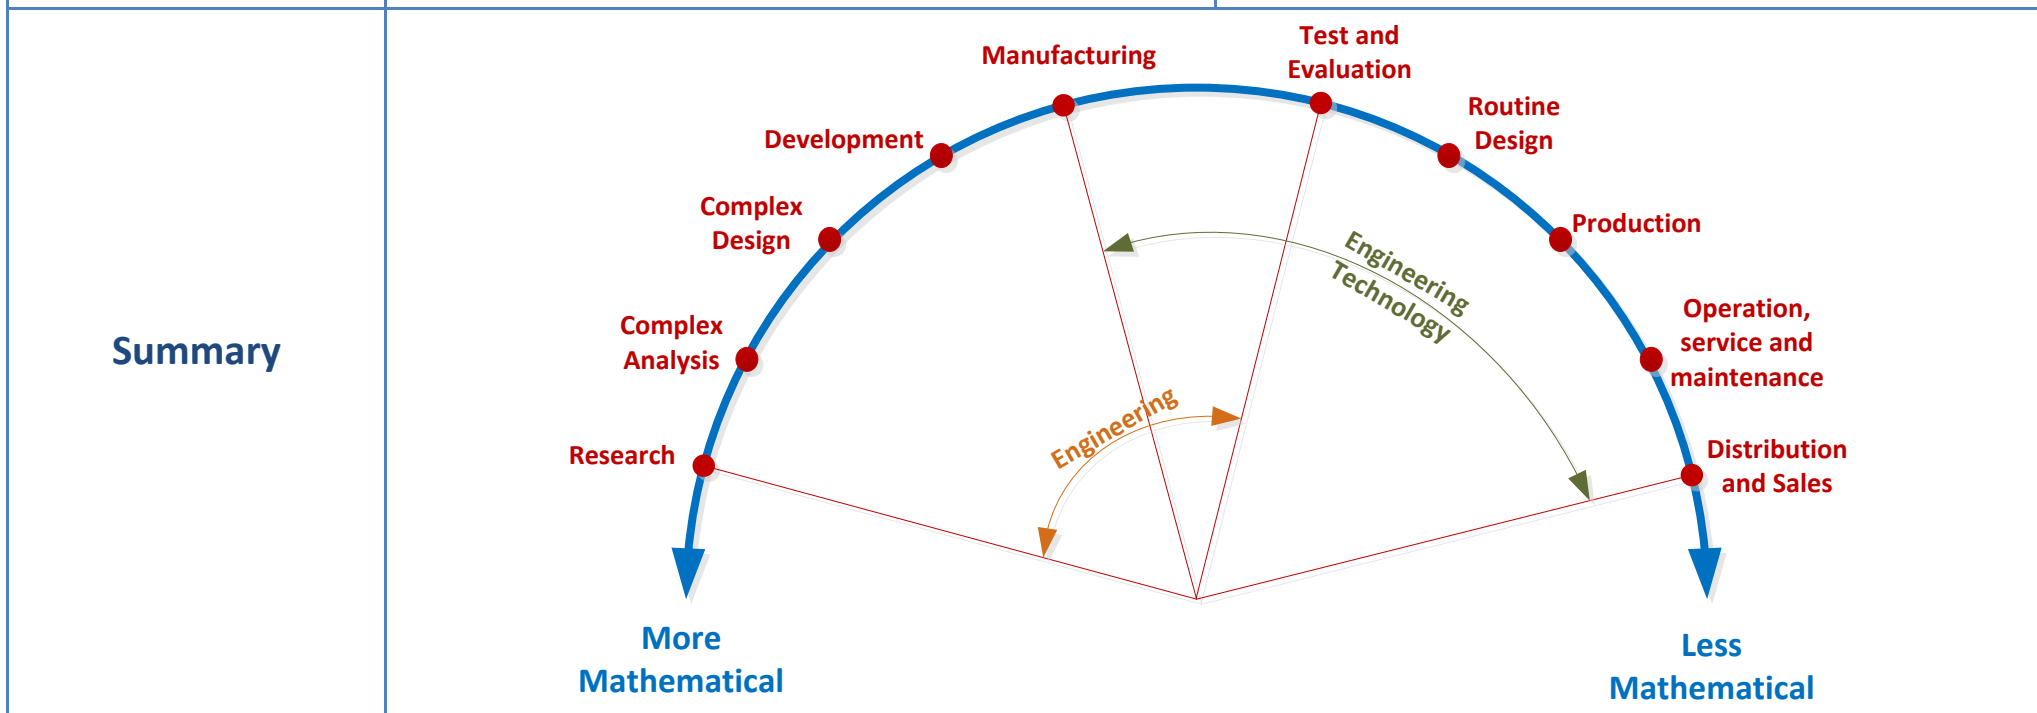 Summary
Manufacturing
Test and
Evaluation
Routine
Design
Development
Complex
Design
Production
Engineering
Technology
Complex
Analysis
Operation,
service and
maintenance
Engineering
Research
Distribution
and Sales
More
Mathematical
Less
Mathematical